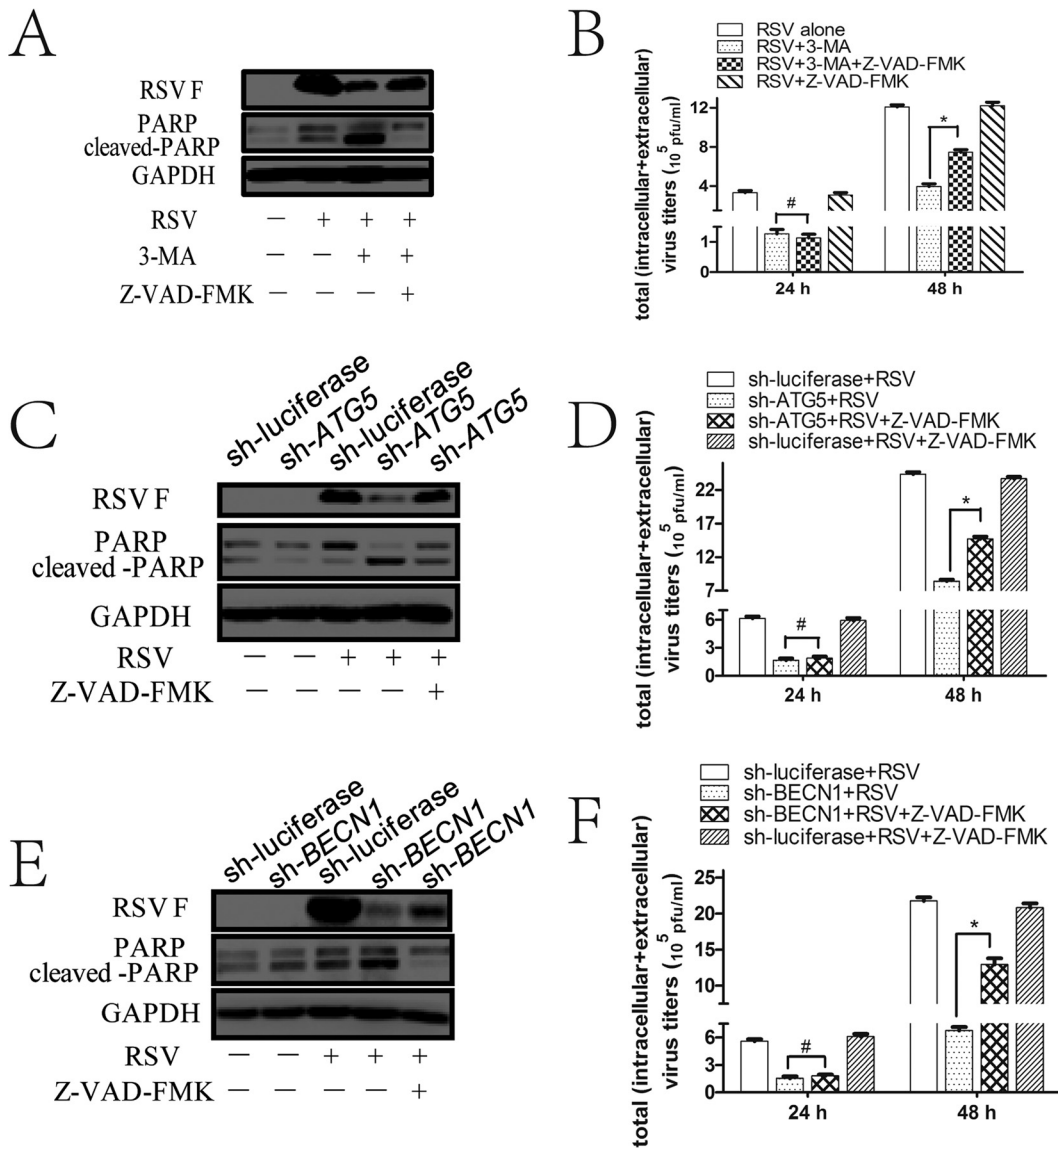 A
RSV F
PARP
cleaved-PARP
GAPDH
RSV — + + +
3-MA — — + +
Z-VAD-FMK — — — +
B
RSV alone
RSV+3-MA
RSV+3-MA+Z-VAD-FMK
RSV+Z-VAD-FMK
total (intracellular+extracellular)
virus titers (10^5 pfu/ml)
12
8
4
1
0
#
*
24 h
48 h
C
sh-luciferase
sh-ATG5
sh-luciferase
sh-ATG5
sh-ATG5
RSV F
PARP
cleaved -PARP
GAPDH
RSV — — + + +
Z-VAD-FMK — — — — +
D
sh-luciferase+RSV
sh-ATG5+RSV
sh-ATG5+RSV+Z-VAD-FMK
sh-luciferase+RSV+Z-VAD-FMK
total (intracellular+extracellular)
virus titers (10^5 pfu/ml)
22
17
12
7
6
3
0
#
*
24 h
48 h
E
sh-luciferase
sh-BECN1
sh-luciferase
sh-BECN1
sh-BECN1
RSV F
PARP
cleaved -PARP
GAPDH
RSV — — + + +
Z-VAD-FMK — — — — +
F
sh-luciferase+RSV
sh-BECN1+RSV
sh-BECN1+RSV+Z-VAD-FMK
sh-luciferase+RSV+Z-VAD-FMK
total (intracellular+extracellular)
virus titers (10^5 pfu/ml)
25
20
15
10
6
3
0
#
*
24 h
48 h